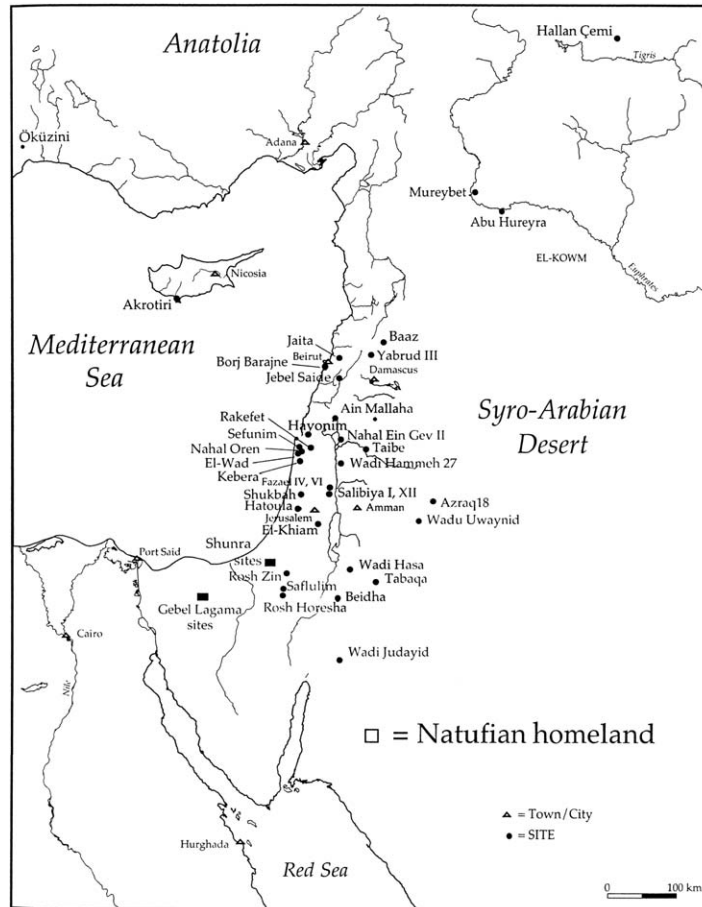 Anatolia
Hallan Çemi
Tigris
Öküzini
Adana
Mureybet
Abu Hureyra
EL-KOWM
Euphrates
Nicosia
Akrotiri
Mediterranean
Sea
Jaita
Baaz
Beirut
Yabrud III
Borj Barajne
Damascus
Jebel Saide
Ain Mallaha
Syro-Arabian
Desert
Rakefet
Hayonim
Sefunim
Nahal Ein Gev II
Nahal Oren
Taibe
El-Wad
Wadi Hammeh 27
Kebera
Fazael IV, VI
Shukbah
Salibiya I, XII
Azraq18
Hatoula
Jerusalem
Amman
El-Khiam
Wadu Uwaynid
Port Said
Shunra
sites
Wadi Hasa
Rosh Zin
Tabaqa
Saflulim
Beidha
Gebel Lagama
sites
Rosh Horesha
Cairo
Wadi Judayid
Nile
= Natufian homeland
= Town/City
= SITE
Hurghada
Red Sea
0 100 km